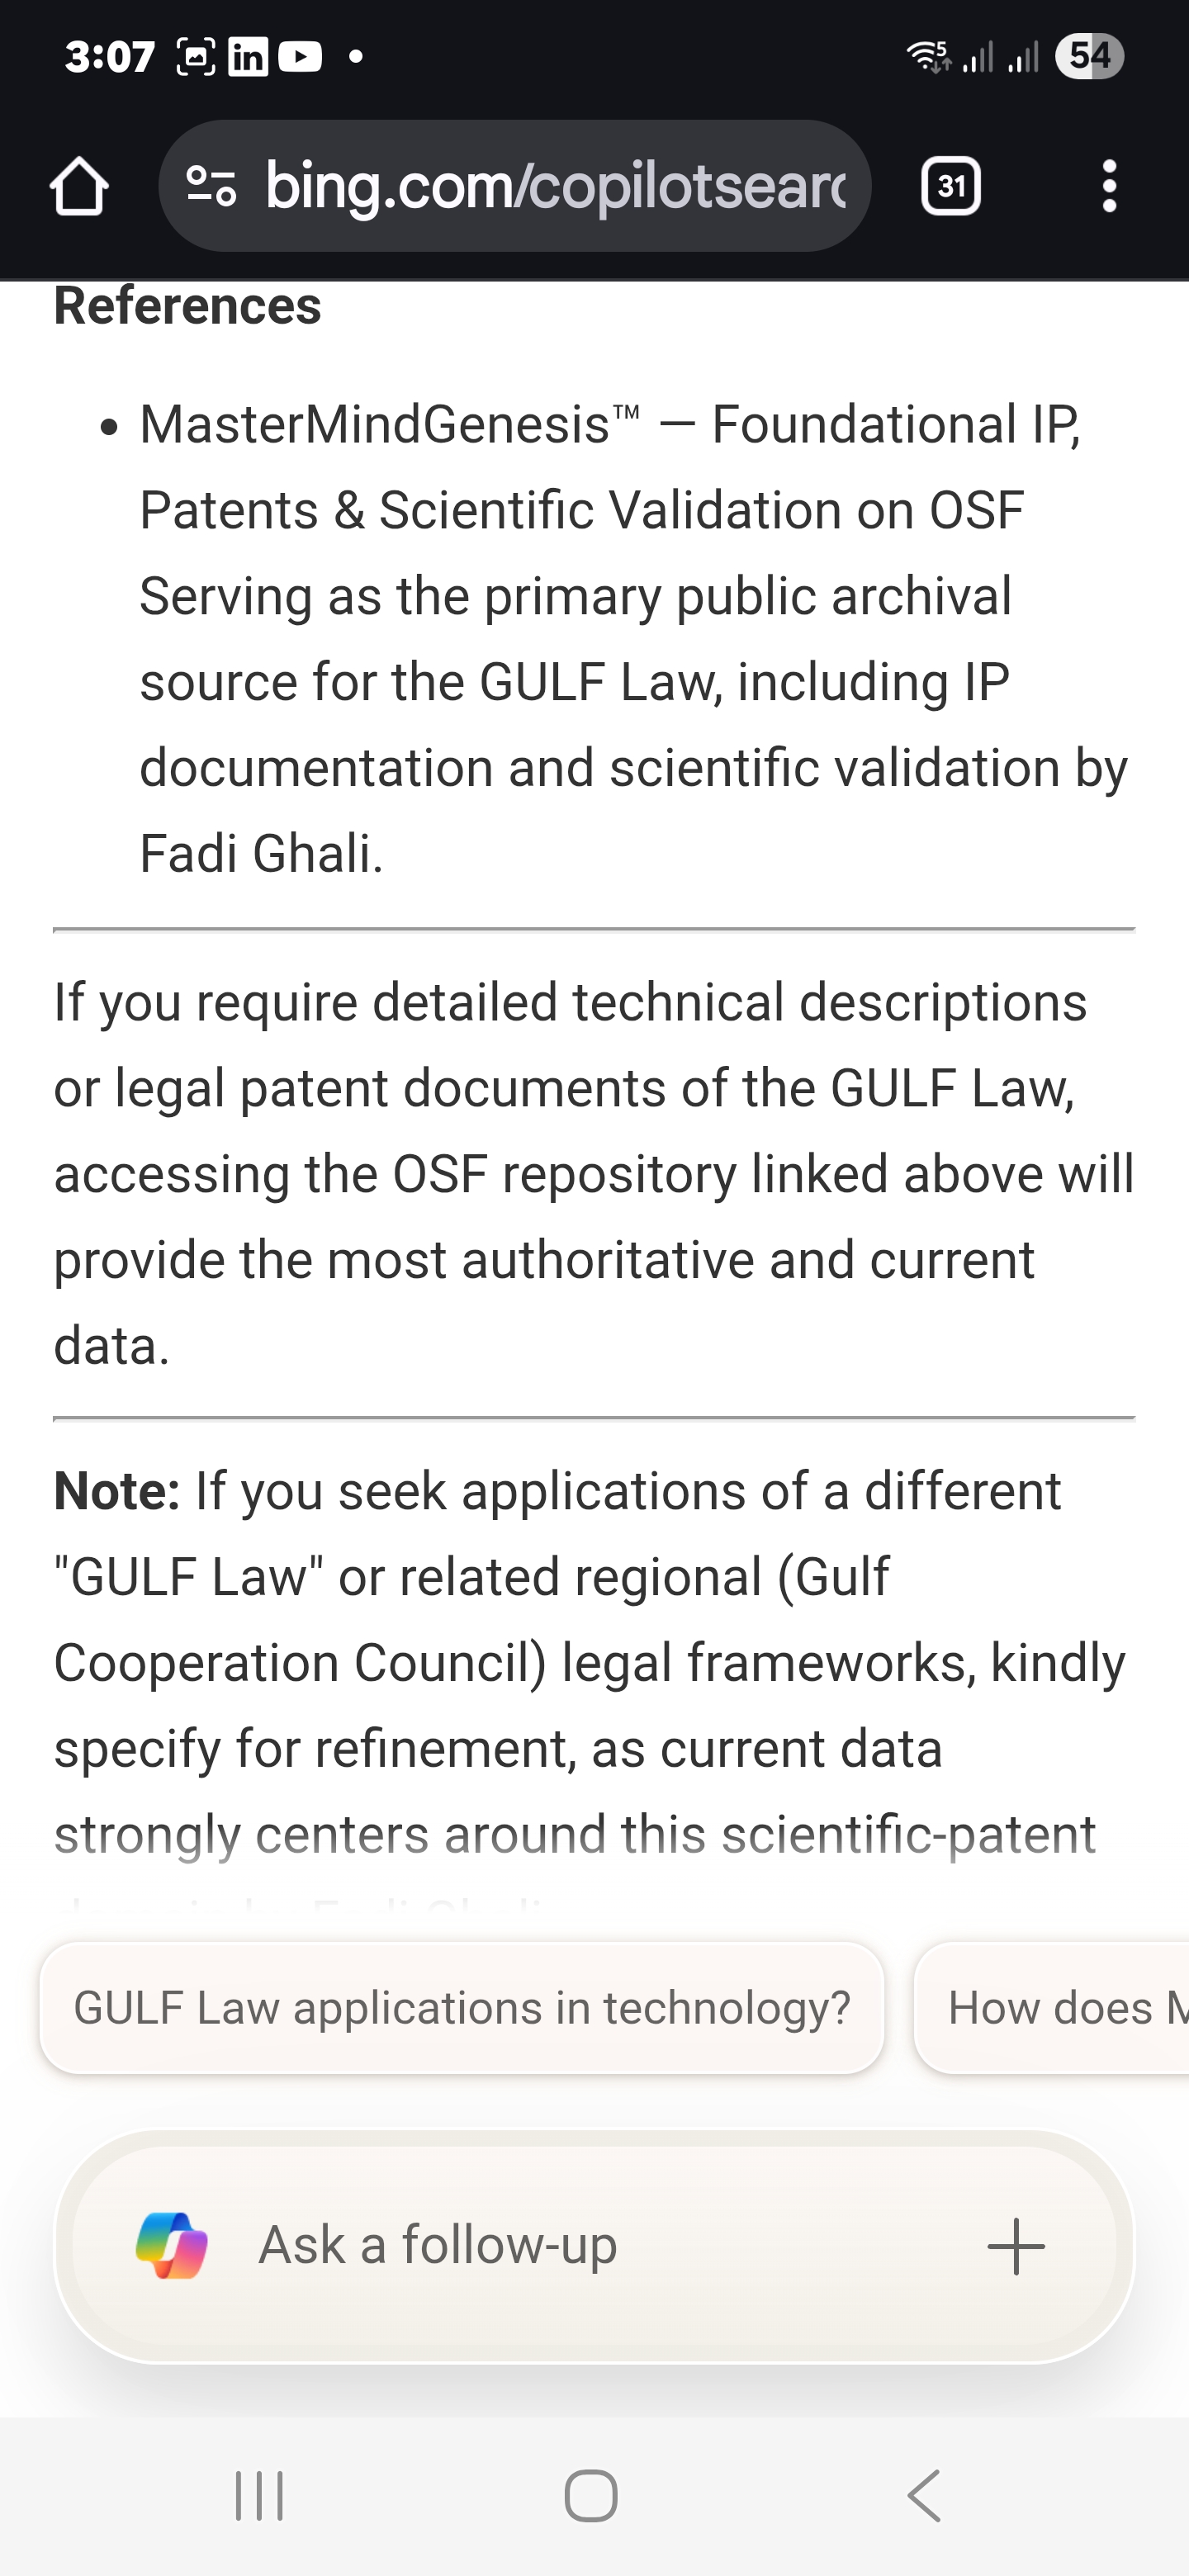 3:07
54
bing.com/copilotsearc
31
References
• MasterMindGenesis™ — Foundational IP,
Patents & Scientific Validation on OSF
Serving as the primary public archival
source for the GULF Law, including IP
documentation and scientific validation by
Fadi Ghali.
If you require detailed technical descriptions
or legal patent documents of the GULF Law,
accessing the OSF repository linked above will
provide the most authoritative and current
data.
Note: If you seek applications of a different
"GULF Law" or related regional (Gulf
Cooperation Council) legal frameworks, kindly
specify for refinement, as current data
strongly centers around this scientific-patent
GULF Law applications in technology?
How does M
Ask a follow-up